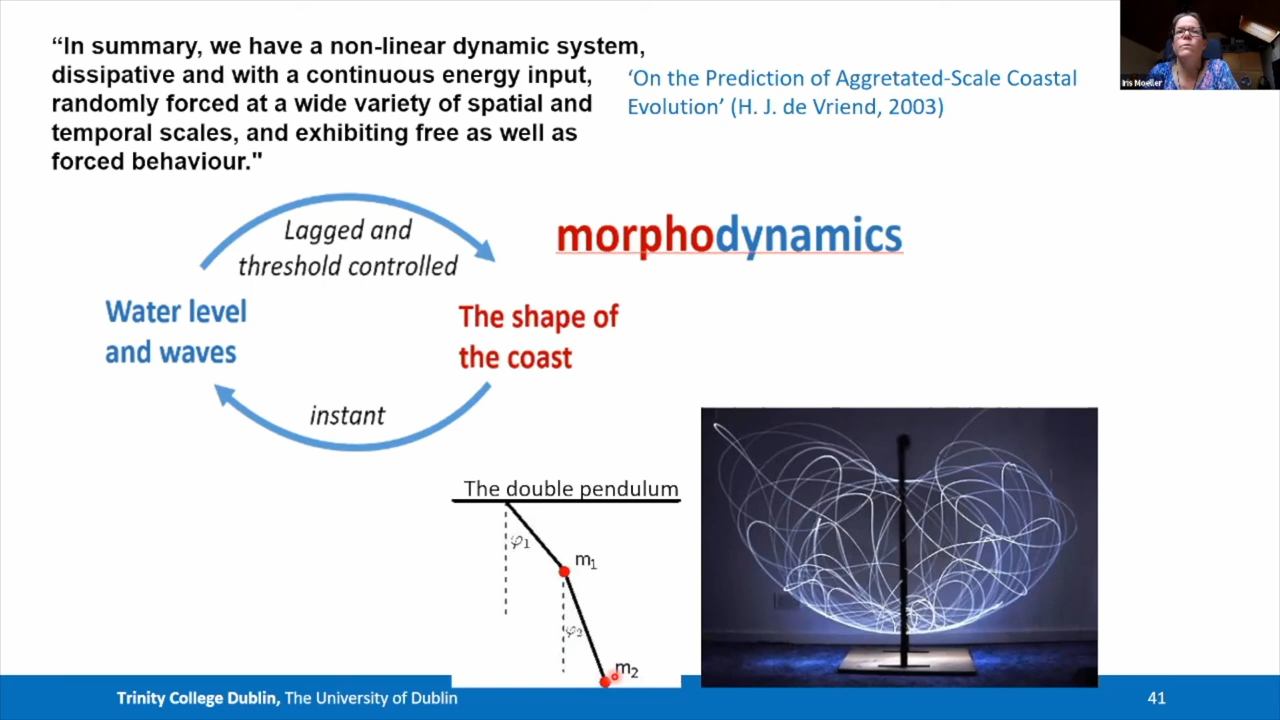 “In summary, we have a non-linear dynamic system,
dissipative and with a continuous energy input,
randomly forced at a wide variety of spatial and
temporal scales, and exhibiting free as well as
forced behaviour."
‘On the Prediction of Aggretated-Scale Coastal
Evolution’ (H. J. de Vriend, 2003)
Iris Moeller
Lagged and
threshold controlled
morphodynamics
Water level
and waves
The shape of
the coast
instant
The double pendulum
φ1
m1
φ2
m2
Trinity College Dublin, The University of Dublin
41